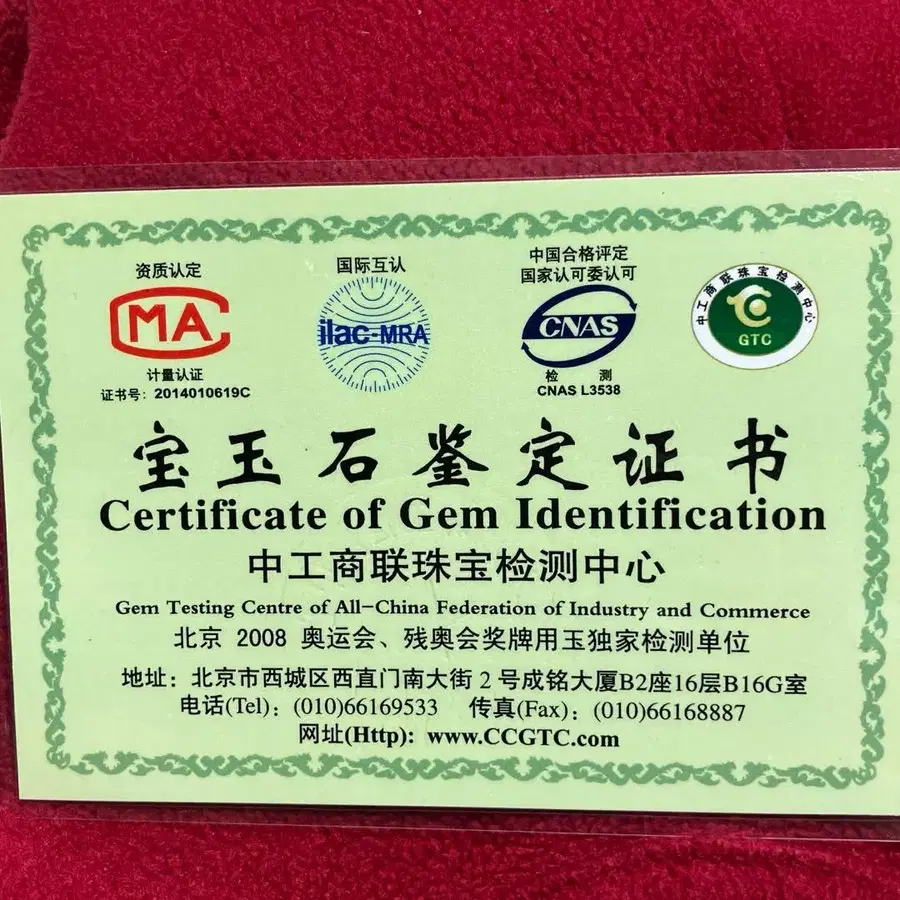 资质认定
MA
计量认证
证书号：2014010619C
国际互认
ilac-MRA
中国合格评定
国家认可委认可
CNAS
检 测
CNAS L3538
中工商联珠宝检测中心
GTC
宝玉石鉴定证书
Certificate of Gem Identification
中工商联珠宝检测中心
Gem Testing Centre of All-China Federation of Industry and Commerce
北京 2008 奥运会、残奥会奖牌用玉独家检测单位
地址：北京市西城区西直门南大街 2 号成铭大厦B2座16层B16G室
电话(Tel)：(010)66169533 传真(Fax)：(010)66168887
网址(Http)：www.CCGTC.com